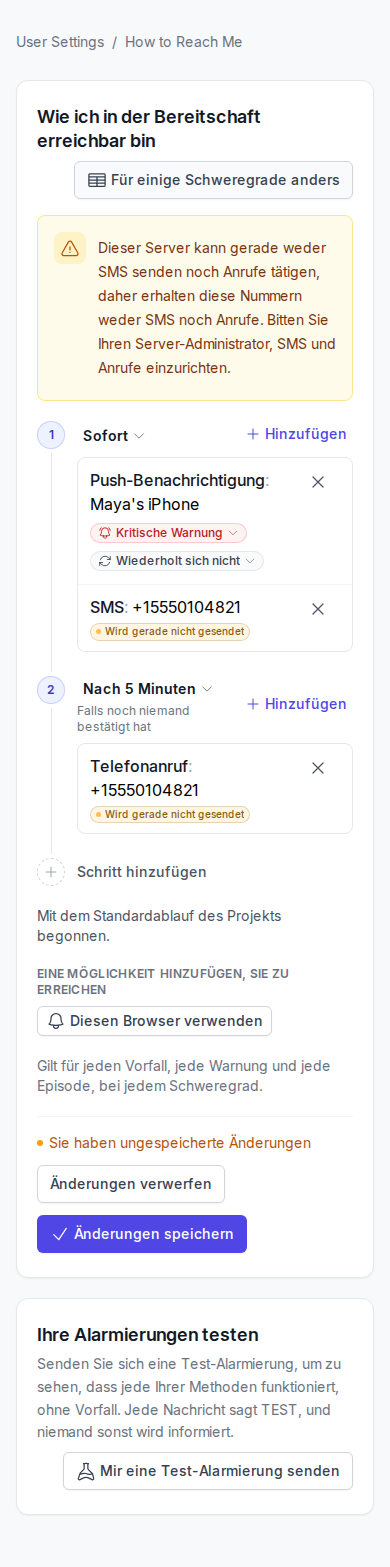 User Settings / How to Reach Me
Wie ich in der Bereitschaft
erreichbar bin
Für einige Schweregrade anders
Dieser Server kann gerade weder
SMS senden noch Anrufe tätigen,
daher erhalten diese Nummern
weder SMS noch Anrufe. Bitten Sie
Ihren Server-Administrator, SMS und
Anrufe einzurichten.
1 Sofort Hinzufügen
Push-Benachrichtigung:
Maya's iPhone
Kritische Warnung
Wiederholt sich nicht
SMS: +15550104821
Wird gerade nicht gesendet
2 Nach 5 Minuten Hinzufügen
Falls noch niemand
bestätigt hat
Telefonanruf:
+15550104821
Wird gerade nicht gesendet
Schritt hinzufügen
Mit dem Standardablauf des Projekts
begonnen.
EINE MÖGLICHKEIT HINZUFÜGEN, SIE ZU
ERREICHEN
Diesen Browser verwenden
Gilt für jeden Vorfall, jede Warnung und jede
Episode, bei jedem Schweregrad.
Sie haben ungespeicherte Änderungen
Änderungen verwerfen
Änderungen speichern
Ihre Alarmierungen testen
Senden Sie sich eine Test-Alarmierung, um zu
sehen, dass jede Ihrer Methoden funktioniert,
ohne Vorfall. Jede Nachricht sagt TEST, und
niemand sonst wird informiert.
Mir eine Test-Alarmierung senden